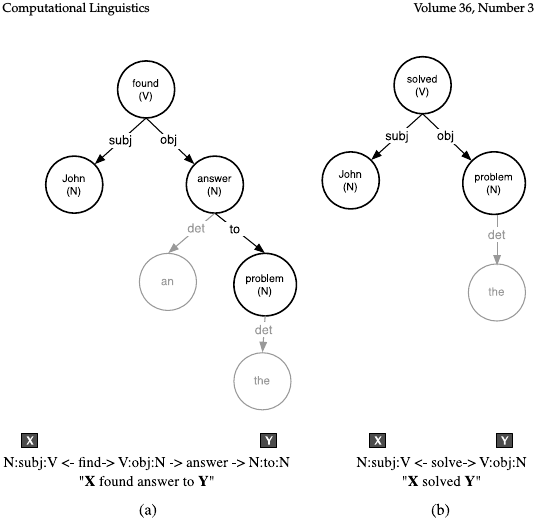 Computational Linguistics
Volume 36, Number 3
found
(V)
subj
obj
John
(N)
answer
(N)
det
to
an
problem
(N)
det
the
X
Y
N:subj:V <- find-> V:obj:N -> answer -> N:to:N
"X found answer to Y"
(a)
solved
(V)
subj
obj
John
(N)
problem
(N)
det
the
X
Y
N:subj:V <- solve-> V:obj:N
"X solved Y"
(b)